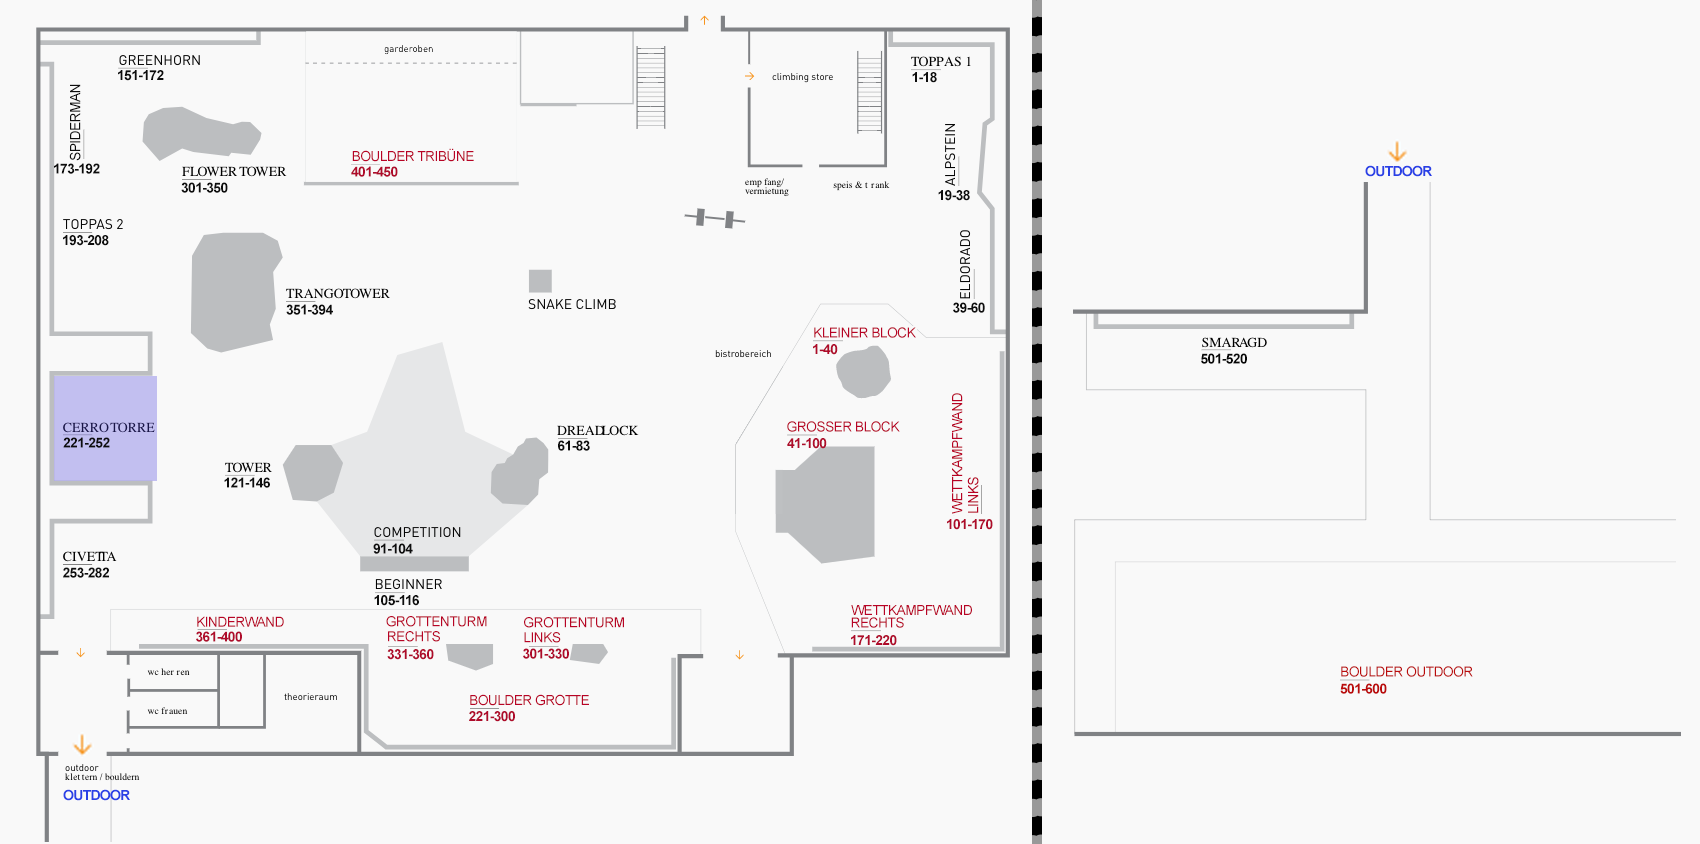 garderoben
GREENHORN
151-172
SPIDERMAN
173-192
FLOWER TOWER
301-350
BOULDER TRIBÜNE
401-450
climbing store
emp fang/
vermietung
speis & t rank
TOPPAS 1
1-18
ALPSTEIN
19-38
ELDORADO
39-60
TOPPAS 2
193-208
TRANGOTOWER
351-394
SNAKE CLIMB
bistrobereich
KLEINER BLOCK
1-40
GROSSER BLOCK
41-100
WETTKAMPFWAND
LINKS
101-170
CERRO TORRE
221-252
TOWER
121-146
DREADLOCK
61-83
COMPETITION
91-104
BEGINNER
105-116
CIVETTA
253-282
KINDERWAND
361-400
GROTTENTURM
RECHTS
331-360
GROTTENTURM
LINKS
301-330
WETTKAMPFWAND
RECHTS
171-220
wc her ren
wc frauen
theorieraum
BOULDER GROTTE
221-300
outdoor
klet tern / bouldern
OUTDOOR
OUTDOOR
SMARAGD
501-520
BOULDER OUTDOOR
501-600